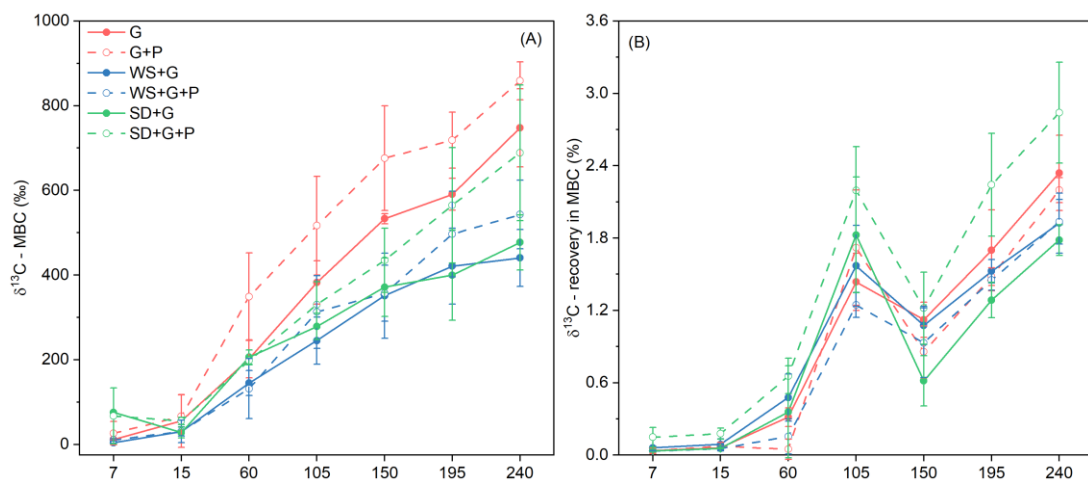 1000
800
600
400
200
0
δ¹³C - MBC (‰)
G
G+P
WS+G
WS+G+P
SD+G
SD+G+P
(A)
7 15 60 105 150 195 240
3.6
3.0
2.4
1.8
1.2
0.6
0.0
δ¹³C - recovery in MBC (%)
(B)
7 15 60 105 150 195 240